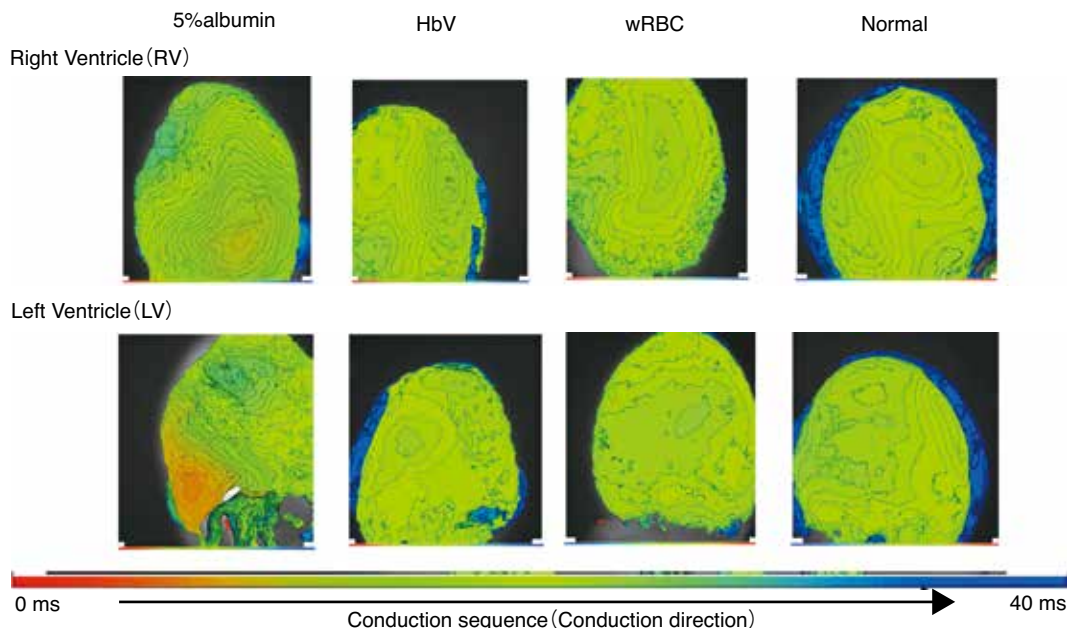 5%albumin HbV wRBC Normal
Right Ventricle(RV)
Left Ventricle(LV)
0 ms 40 ms
Conduction sequence(Conduction direction)